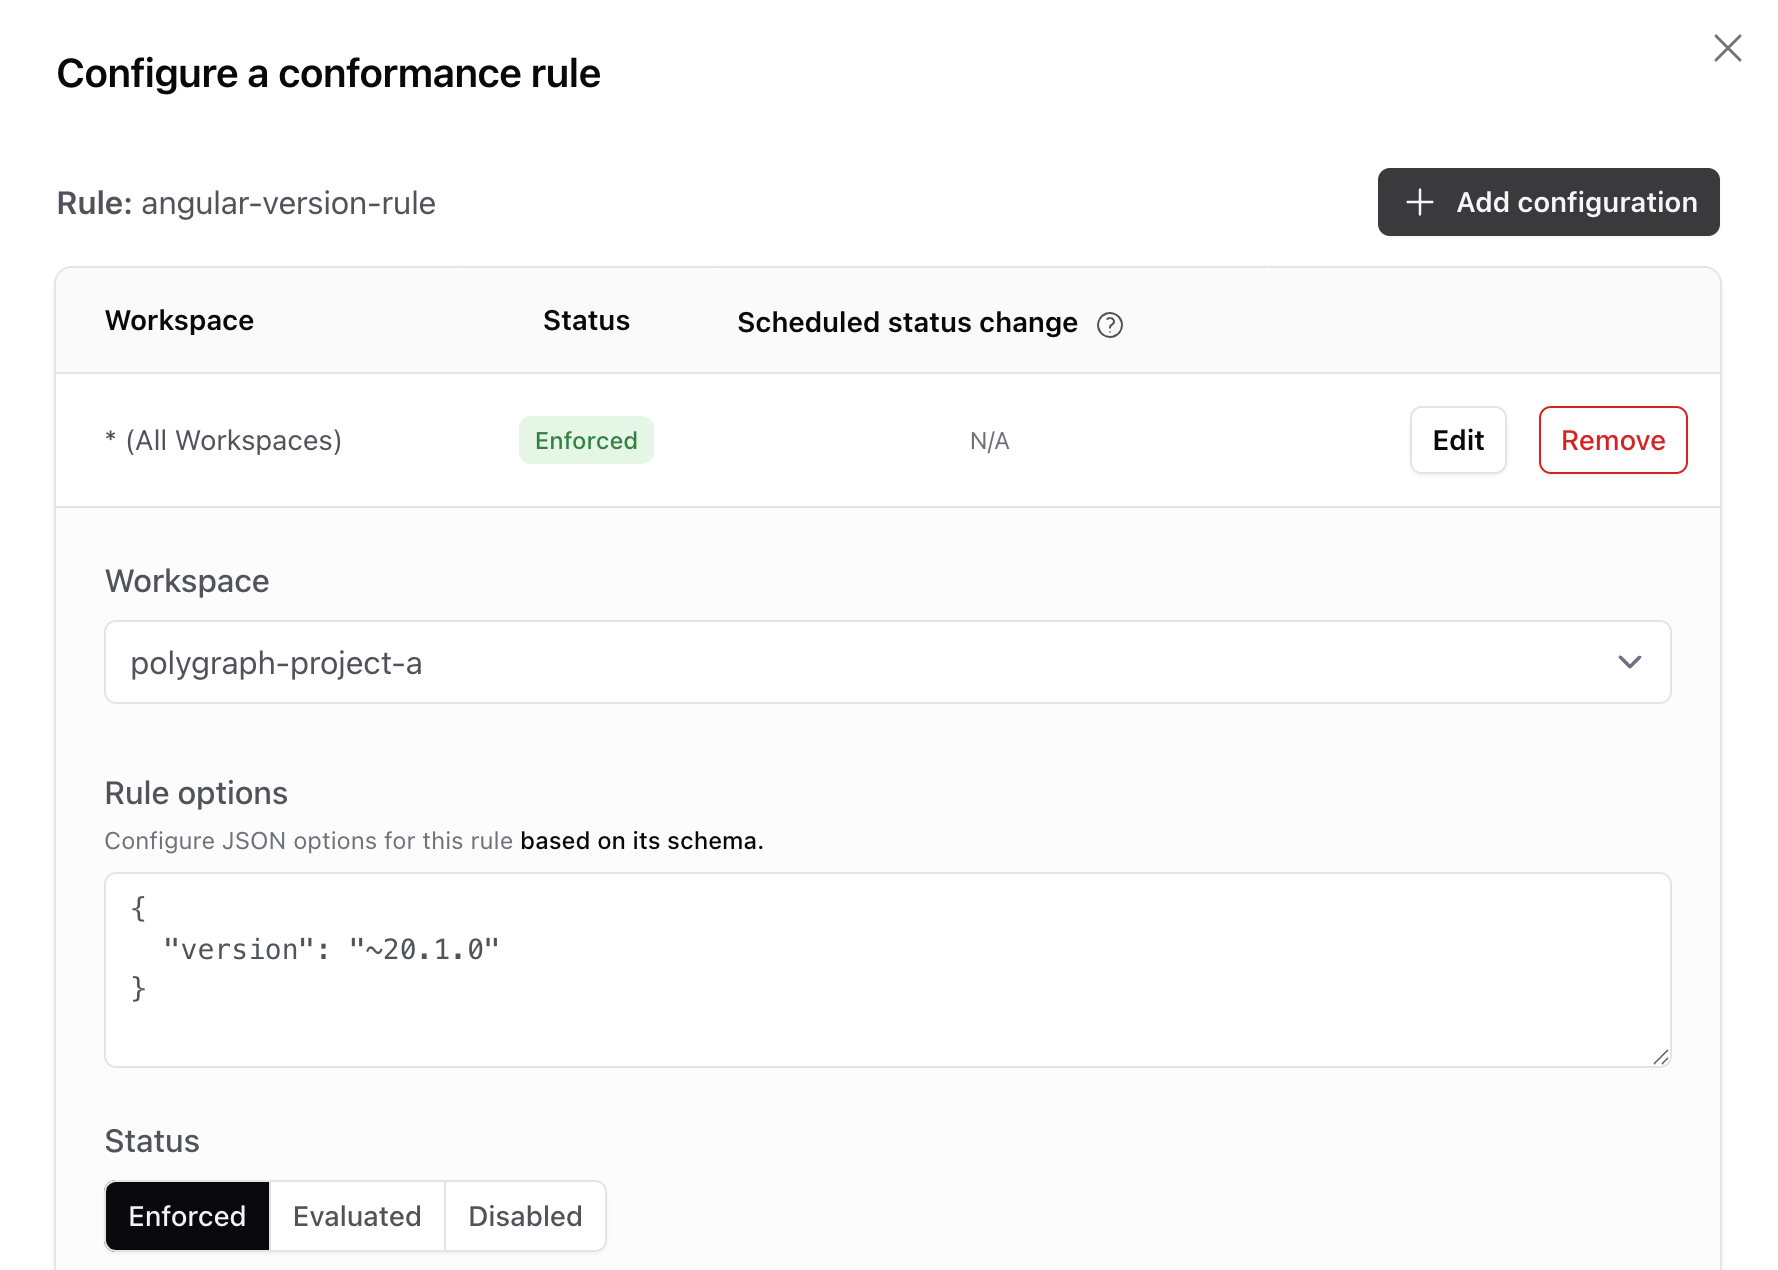 Configure a conformance rule
Rule: angular-version-rule
Add configuration
Workspace Status Scheduled status change
* (All Workspaces) Enforced N/A Edit Remove
Workspace
polygraph-project-a
Rule options
Configure JSON options for this rule based on its schema.
{
  "version": "~20.1.0"
}
Status
Enforced Evaluated Disabled